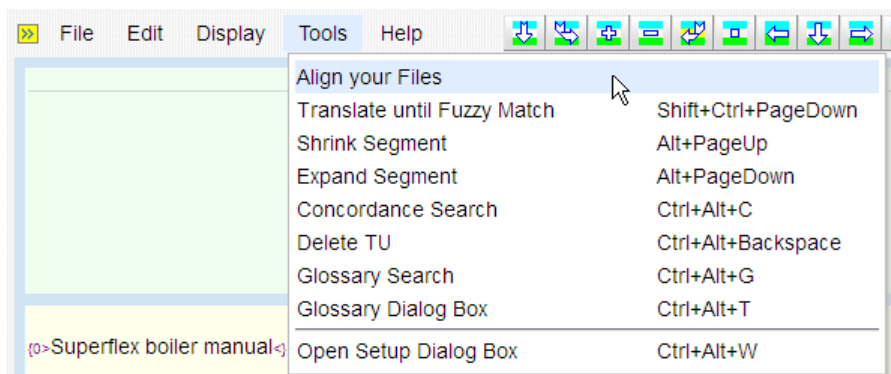 File Edit Display Tools Help
Align your Files
Translate until Fuzzy Match Shift+Ctrl+PageDown
Shrink Segment Alt+PageUp
Expand Segment Alt+PageDown
Concordance Search Ctrl+Alt+C
Delete TU Ctrl+Alt+Backspace
Glossary Search Ctrl+Alt+G
Glossary Dialog Box Ctrl+Alt+T
{0>Superflex boiler manual<}
Open Setup Dialog Box Ctrl+Alt+W